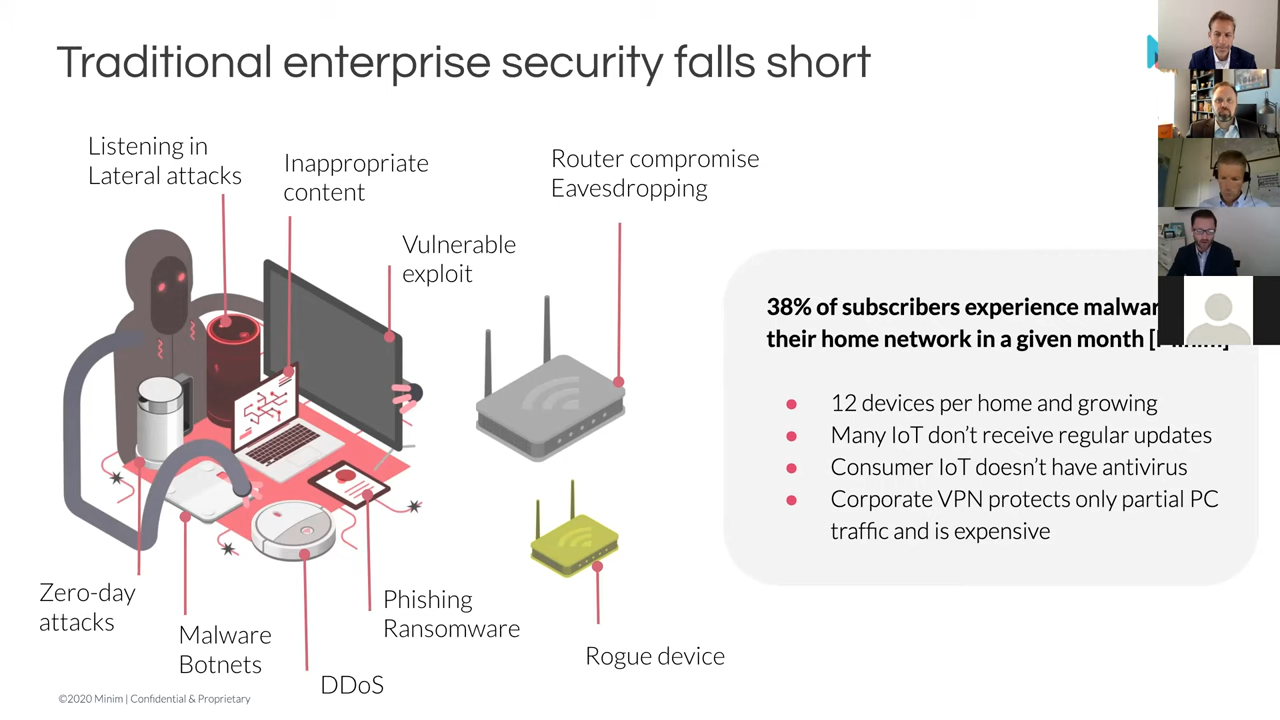 Traditional enterprise security falls short
Listening in
Lateral attacks
Inappropriate
content
Vulnerable
exploit
Router compromise
Eavesdropping
38% of subscribers experience
their home network in a given month
12 devices per home and growing
Many IoT don't receive regular updates
Consumer IoT doesn't have antivirus
Corporate VPN protects only partial PC
traffic and is expensive
Zero-day
attacks
Malware
Botnets
DDoS
Phishing
Ransomware
Rogue device
©2020 Minim | Confidential & Proprietary